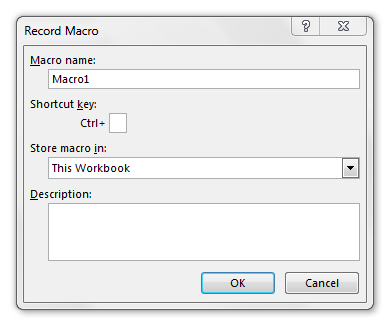 Record Macro
Macro name:
Macro1
Shortcut key:
Ctrl+
Store macro in:
This Workbook
Description:
OK Cancel